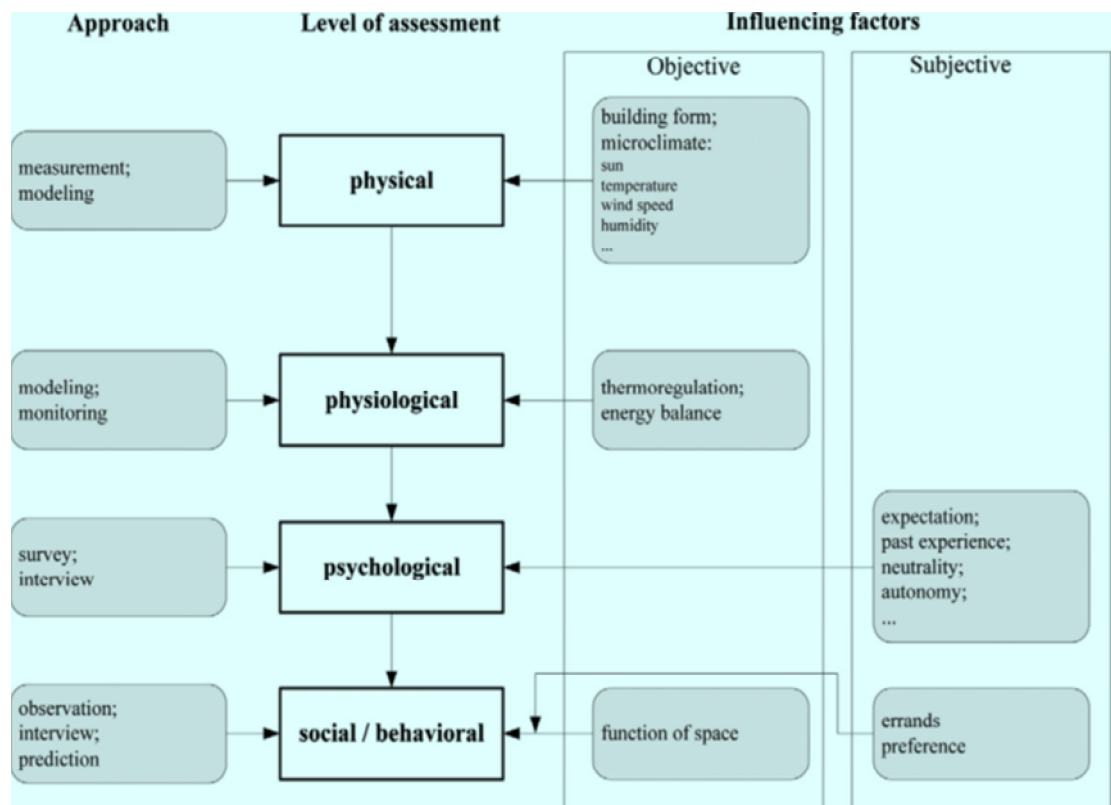 Approach
Level of assessment
Influencing factors
Objective
Subjective
measurement;
modeling
physical
building form;
microclimate:
sun
temperature
wind speed
humidity
...
modeling;
monitoring
physiological
thermoregulation;
energy balance
survey;
interview
psychological
expectation;
past experience;
neutrality;
autonomy;
...
observation;
interview;
prediction
social / behavioral
function of space
errands
preference